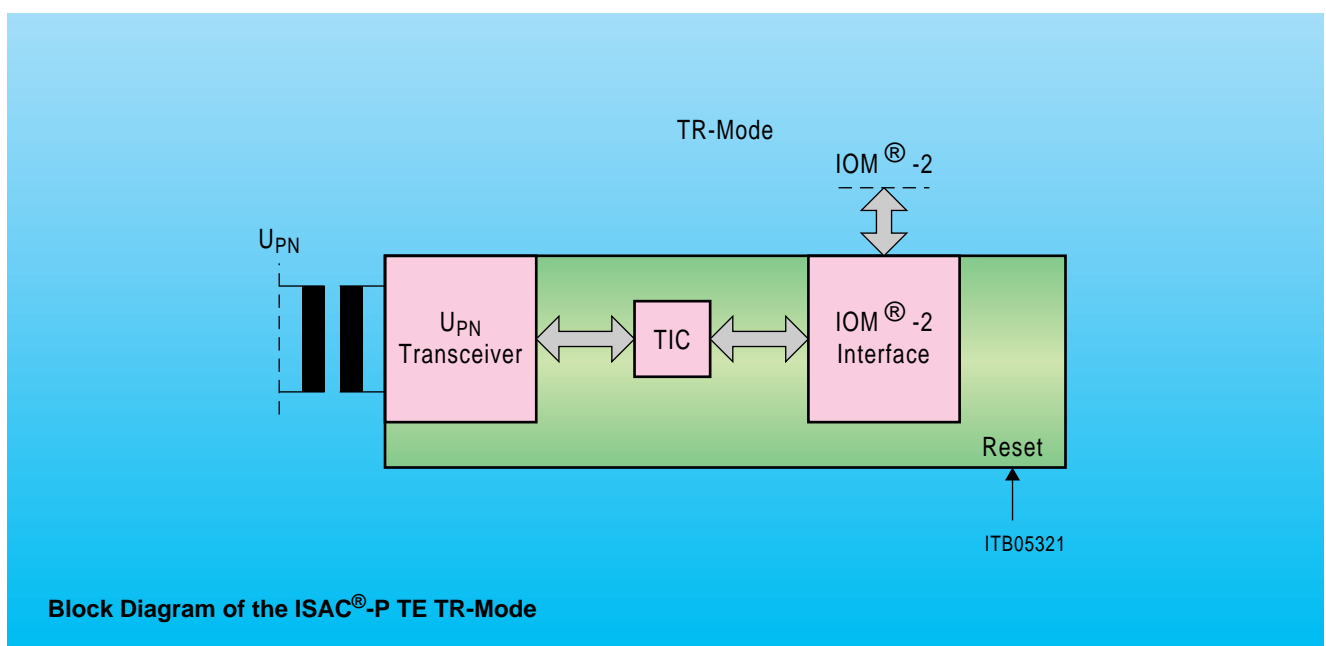 TR-Mode
IOM® -2
UPN
UPN
Transceiver
TIC
IOM® -2
Interface
Reset
ITB05321
Block Diagram of the ISAC®-P TE TR-Mode